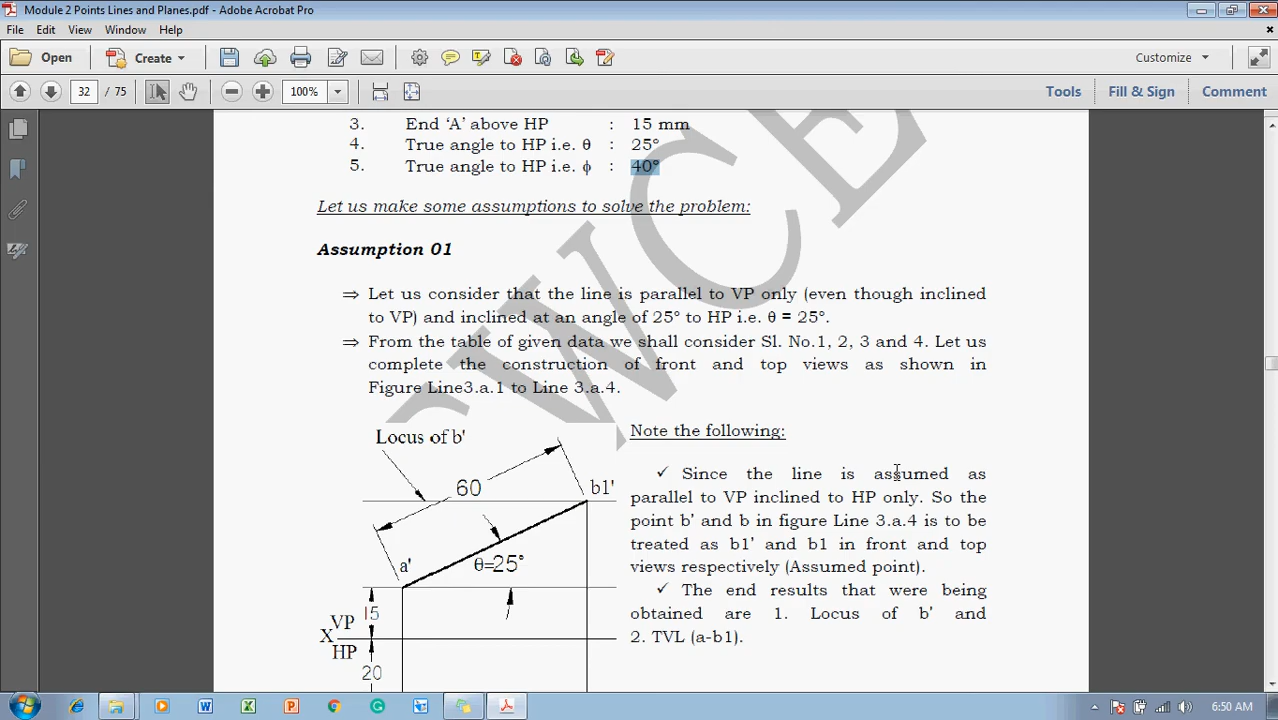 Module 2 Points Lines and Planes.pdf - Adobe Acrobat Pro
File Edit View Window Help
Open Create Customize
32 / 75 100% Tools Fill & Sign Comment
3. End ‘A’ above HP : 15 mm
4. True angle to HP i.e. θ : 25°
5. True angle to HP i.e. ϕ : 40°
Let us make some assumptions to solve the problem:
Assumption 01
⇒ Let us consider that the line is parallel to VP only (even though inclined
to VP) and inclined at an angle of 25° to HP i.e. θ = 25°.
⇒ From the table of given data we shall consider Sl. No.1, 2, 3 and 4. Let us
complete the construction of front and top views as shown in
Figure Line3.a.1 to Line 3.a.4.
Locus of b'
60
b1'
a'
θ=25°
15
VP
X
HP
20
Note the following:
✓ Since the line is assumed as
parallel to VP inclined to HP only. So the
point b' and b in figure Line 3.a.4 is to be
treated as b1' and b1 in front and top
views respectively (Assumed point).
✓ The end results that were being
obtained are 1. Locus of b' and
2. TVL (a-b1).
6:50 AM